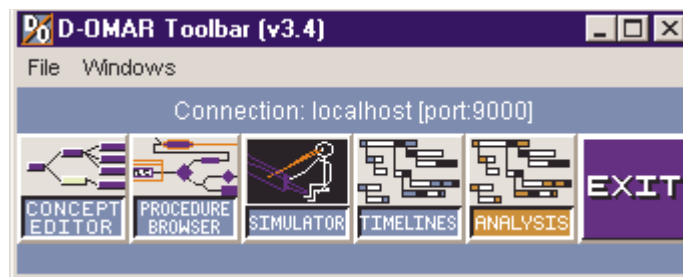 D-OMAR Toolbar (v3.4)
File Windows
Connection: localhost [port:9000]
CONCEPT EDITOR
PROCEDURE BROWSER
SIMULATOR
TIMELINES
ANALYSIS
EXIT